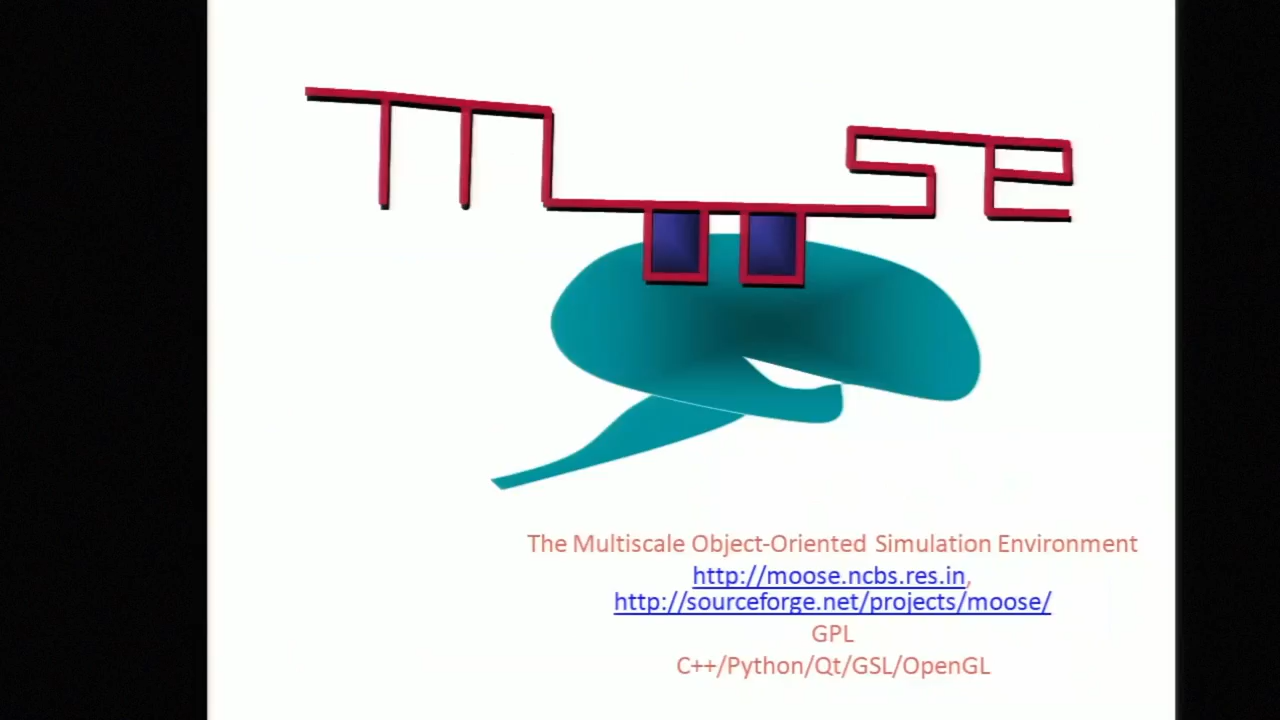 moose
The Multiscale Object-Oriented Simulation Environment
http://moose.ncbs.res.in,
http://sourceforge.net/projects/moose/
GPL
C++/Python/Qt/GSL/OpenGL